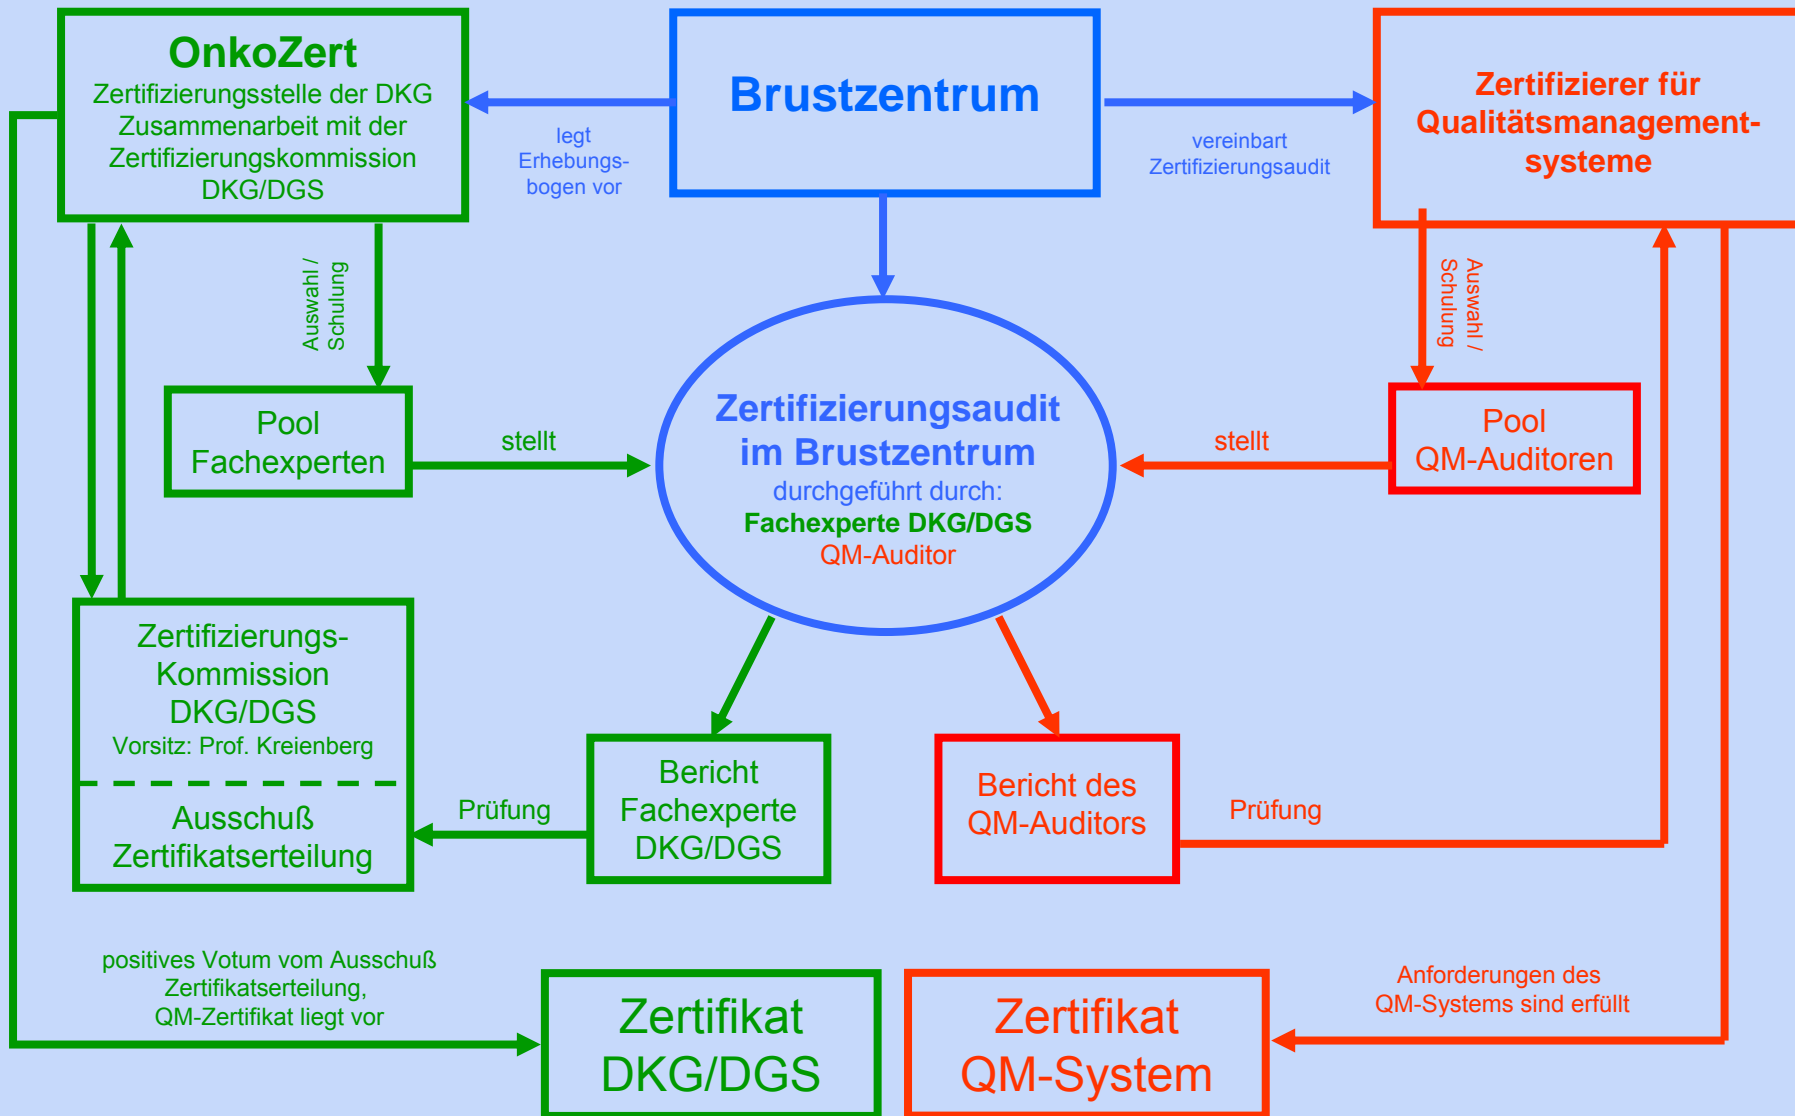 OnkoZert
Zertifizierungsstelle der DKG
Zusammenarbeit mit der
Zertifizierungskommission
DKG/DGS
legt
Erhebungs-
bogen vor
Brustzentrum
vereinbart
Zertifizierungsaudit
Zertifizierer für
Qualitätsmanagement-
systeme
Auswahl /
Schulung
Auswahl /
Schulung
Pool
Fachexperten
stellt
Zertifizierungsaudit
im Brustzentrum
durchgeführt durch:
Fachexperte DKG/DGS
QM-Auditor
stellt
Pool
QM-Auditoren
Zertifizierungs-
Kommission
DKG/DGS
Vorsitz: Prof. Kreienberg
Ausschuß
Zertifikatserteilung
Prüfung
Bericht
Fachexperte
DKG/DGS
Bericht des
QM-Auditors
Prüfung
positives Votum vom Ausschuß
Zertifikatserteilung,
QM-Zertifikat liegt vor
Zertifikat
DKG/DGS
Zertifikat
QM-System
Anforderungen des
QM-Systems sind erfüllt